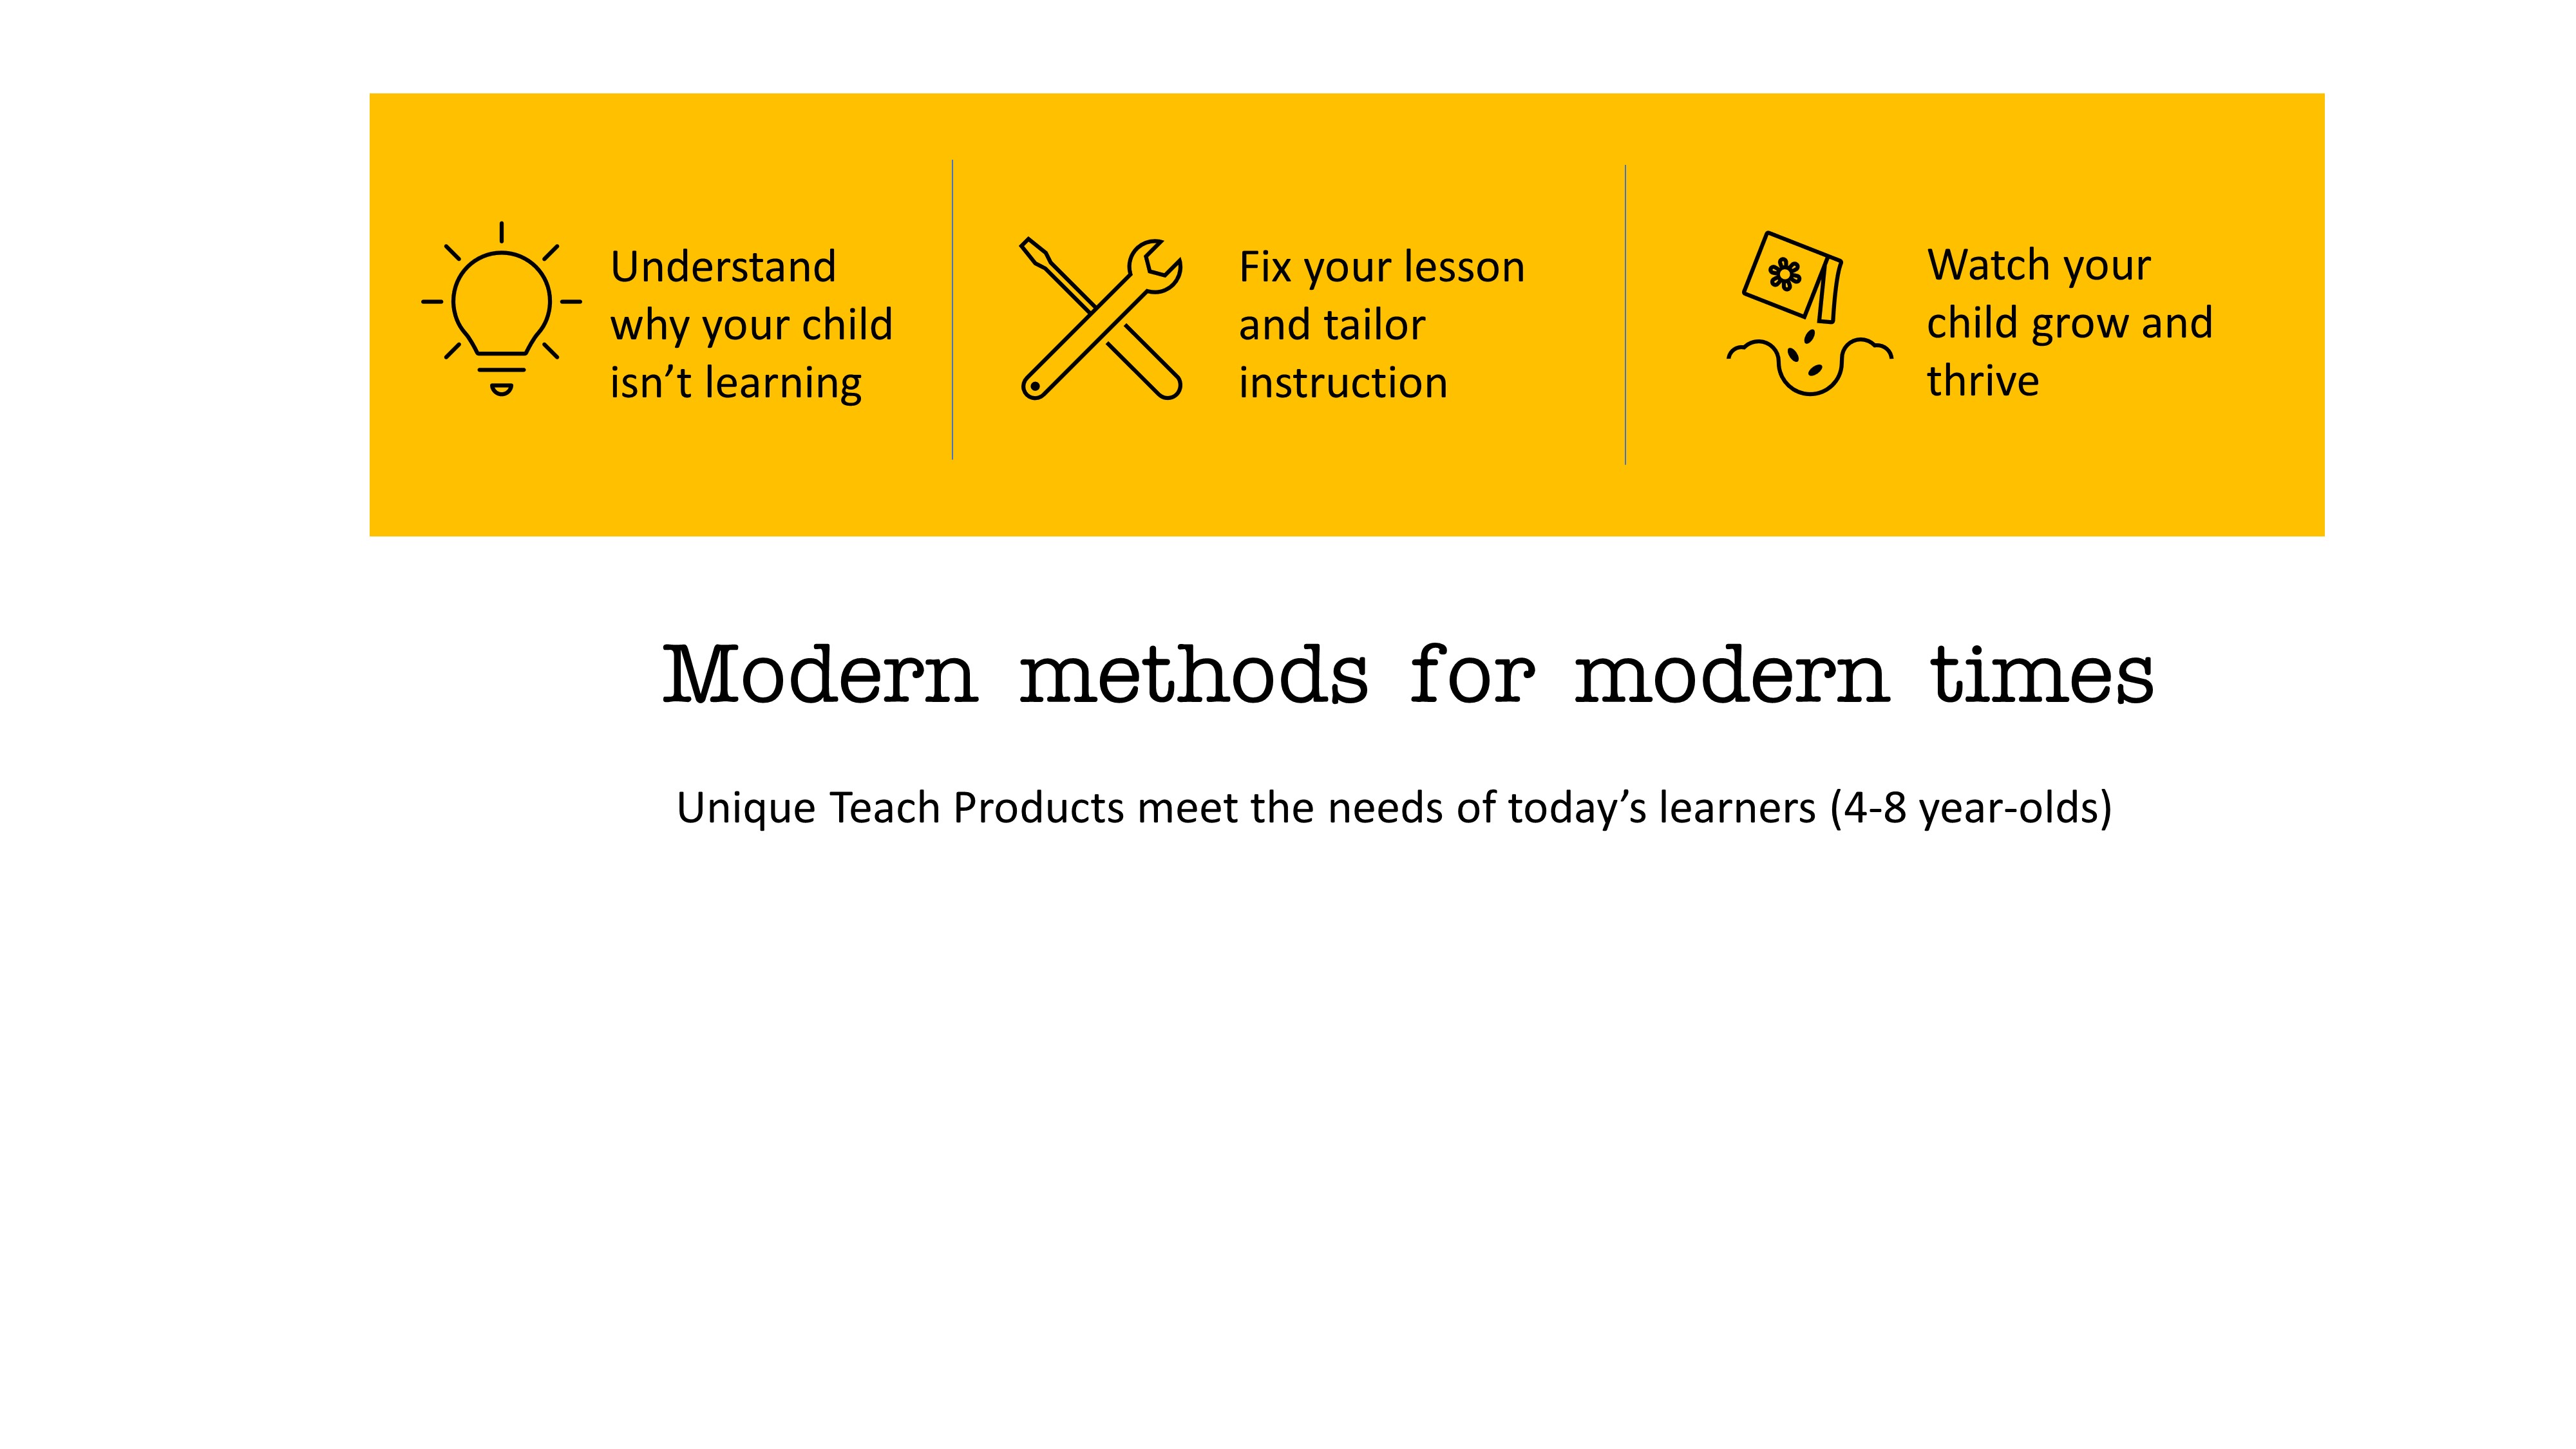 Understand
why your child
isn’t learning
Fix your lesson
and tailor
instruction
Watch your
child grow and
thrive
Modern methods for modern times
Unique Teach Products meet the needs of today’s learners (4-8 year-olds)